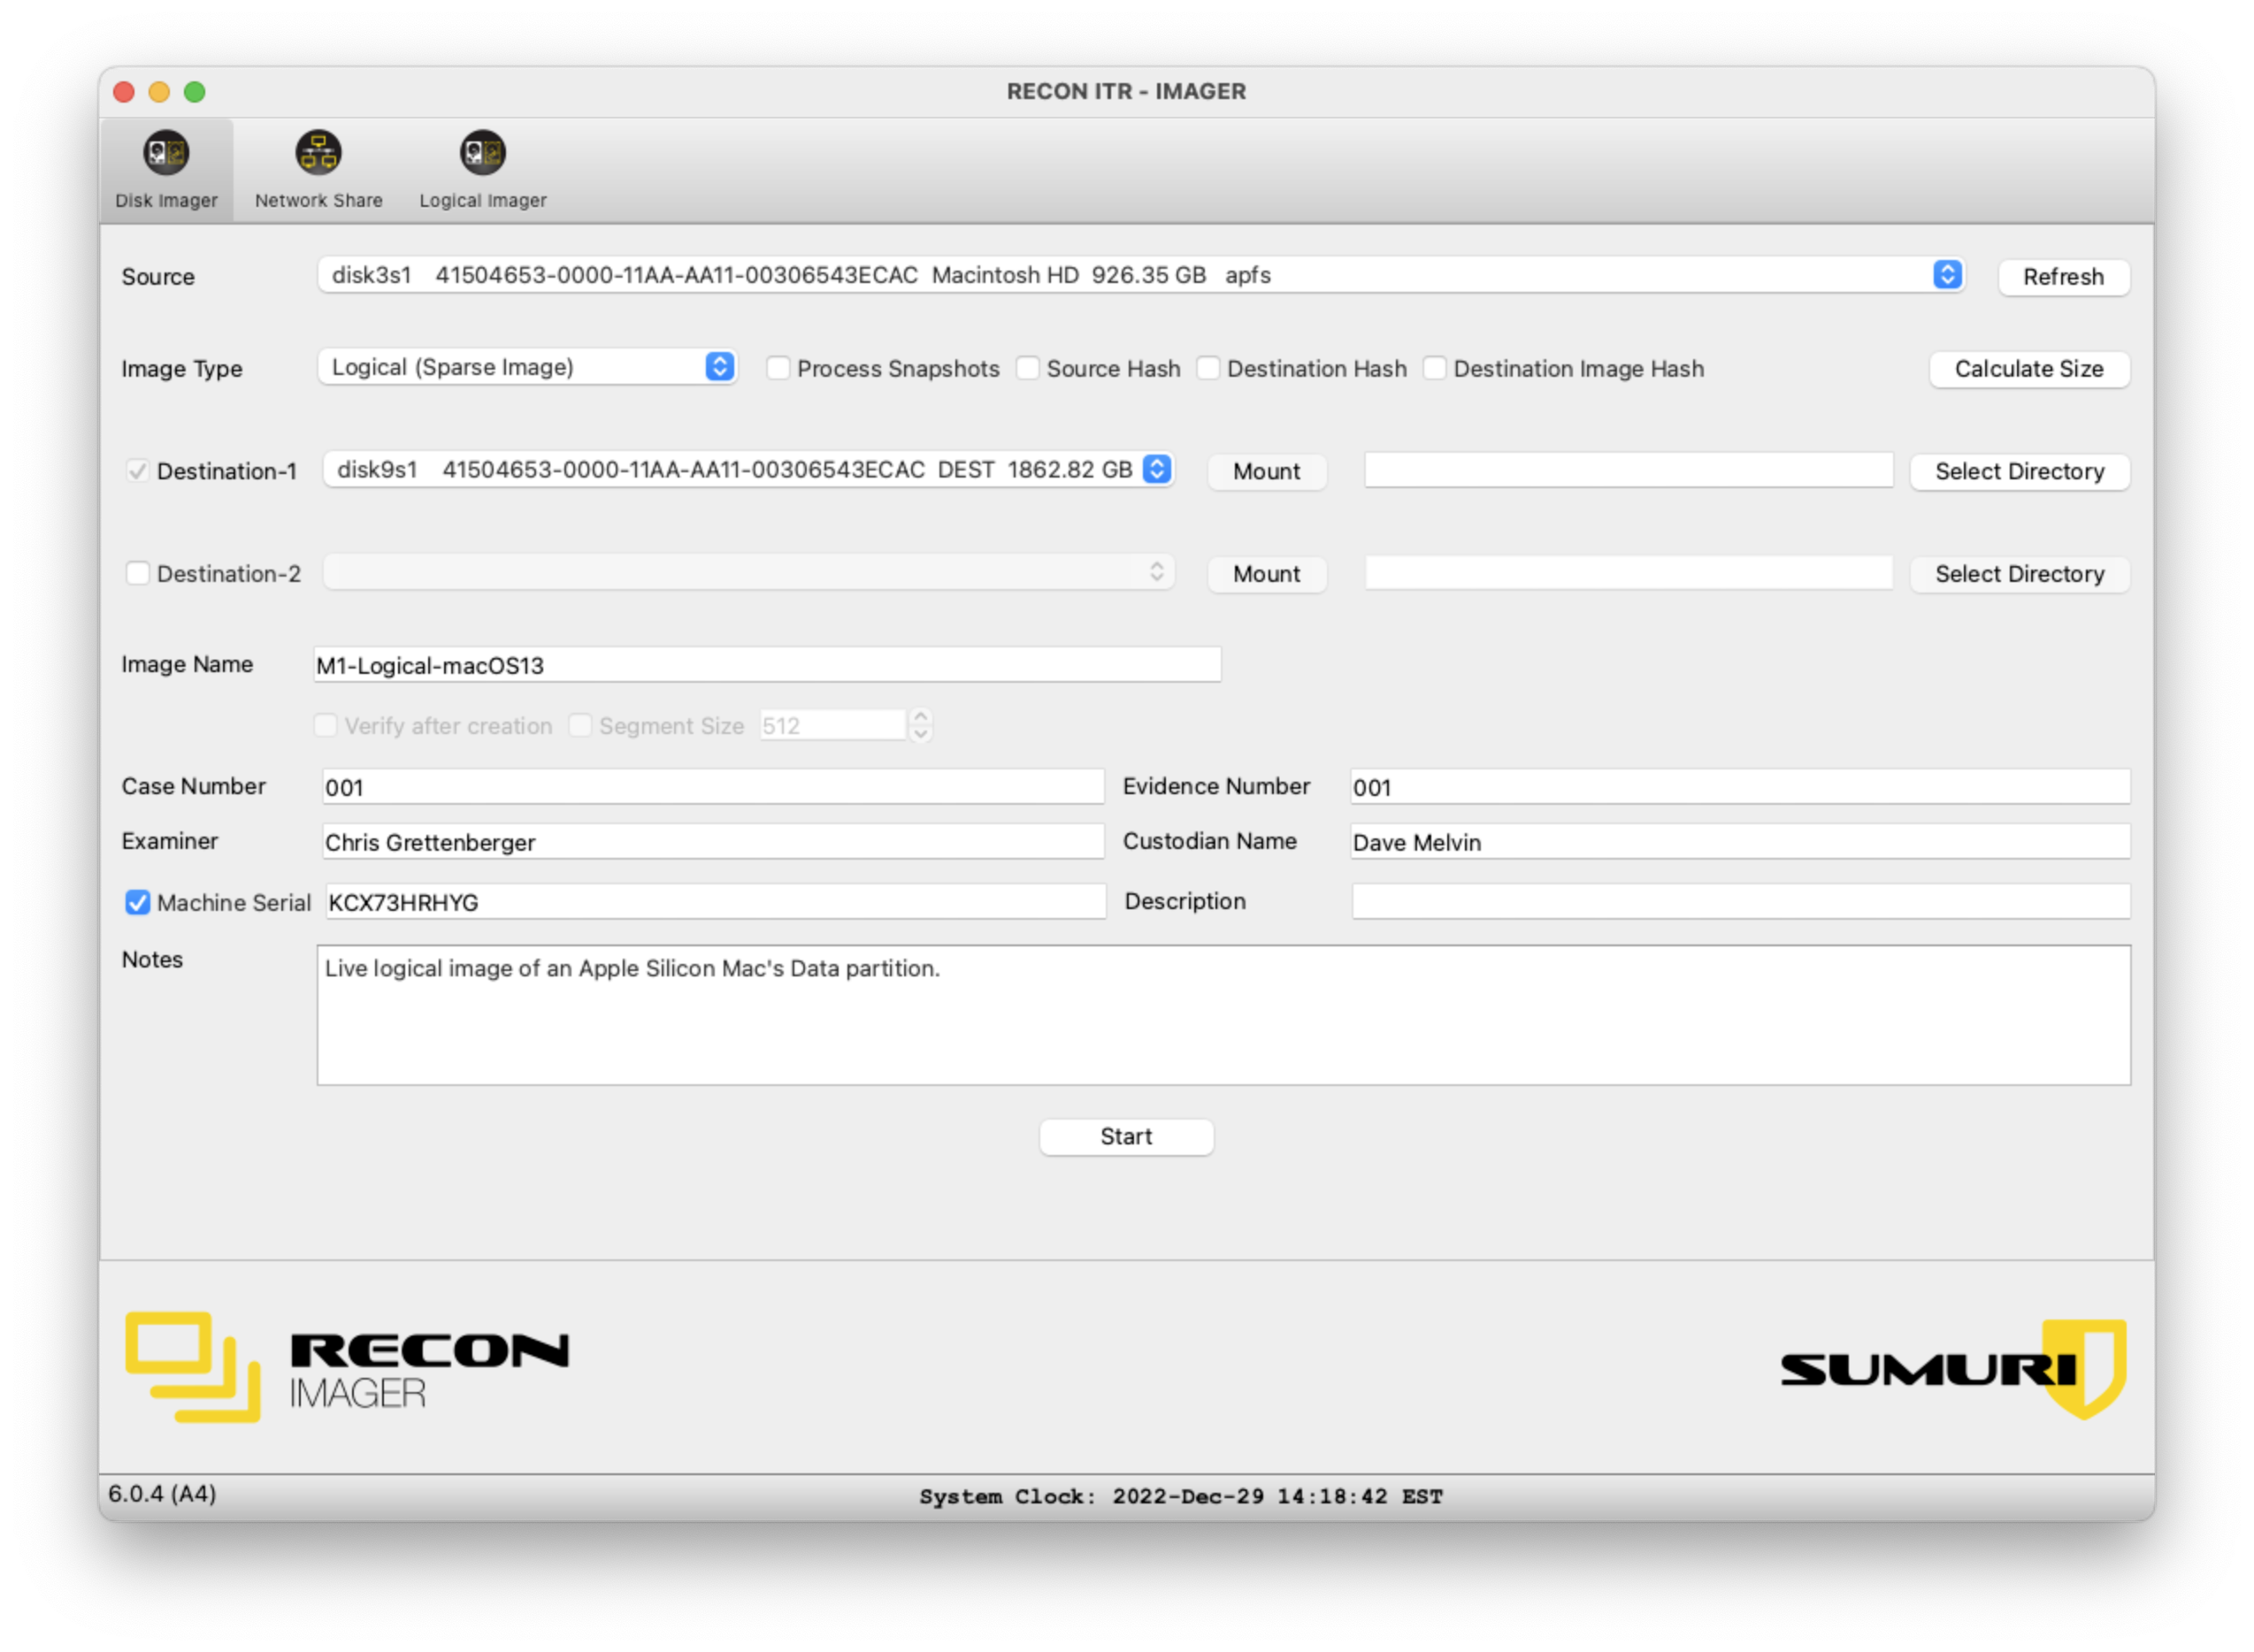 RECON ITR - IMAGER
Disk Imager
Network Share
Logical Imager
Source
disk3s1 41504653-0000-11AA-AA11-00306543ECAC Macintosh HD 926.35 GB apfs
Refresh
Image Type
Logical (Sparse Image)
Process Snapshots
Source Hash
Destination Hash
Destination Image Hash
Calculate Size
Destination-1
disk9s1 41504653-0000-11AA-AA11-00306543ECAC DEST 1862.82 GB
Mount
Select Directory
Destination-2
Mount
Select Directory
Image Name
M1-Logical-macOS13
Verify after creation
Segment Size
512
Case Number
001
Evidence Number
001
Examiner
Chris Grettenberger
Custodian Name
Dave Melvin
Machine Serial
KCX73HRHYG
Description
Notes
Live logical image of an Apple Silicon Mac's Data partition.
Start
RECON
IMAGER
SUMURI
6.0.4 (A4)
System Clock: 2022-Dec-29 14:18:42 EST